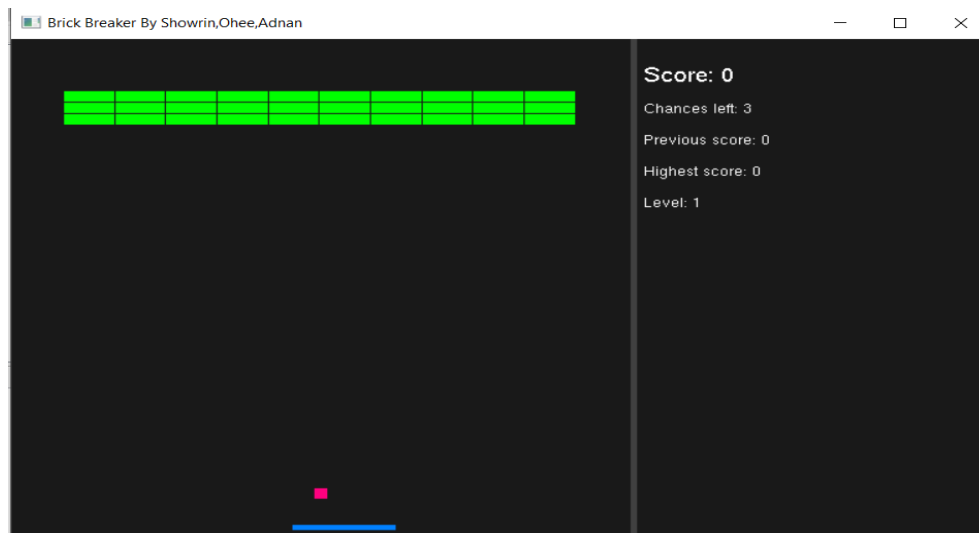 Brick Breaker By Showrin,Ohee,Adnan
Score: 0
Chances left: 3
Previous score: 0
Highest score: 0
Level: 1